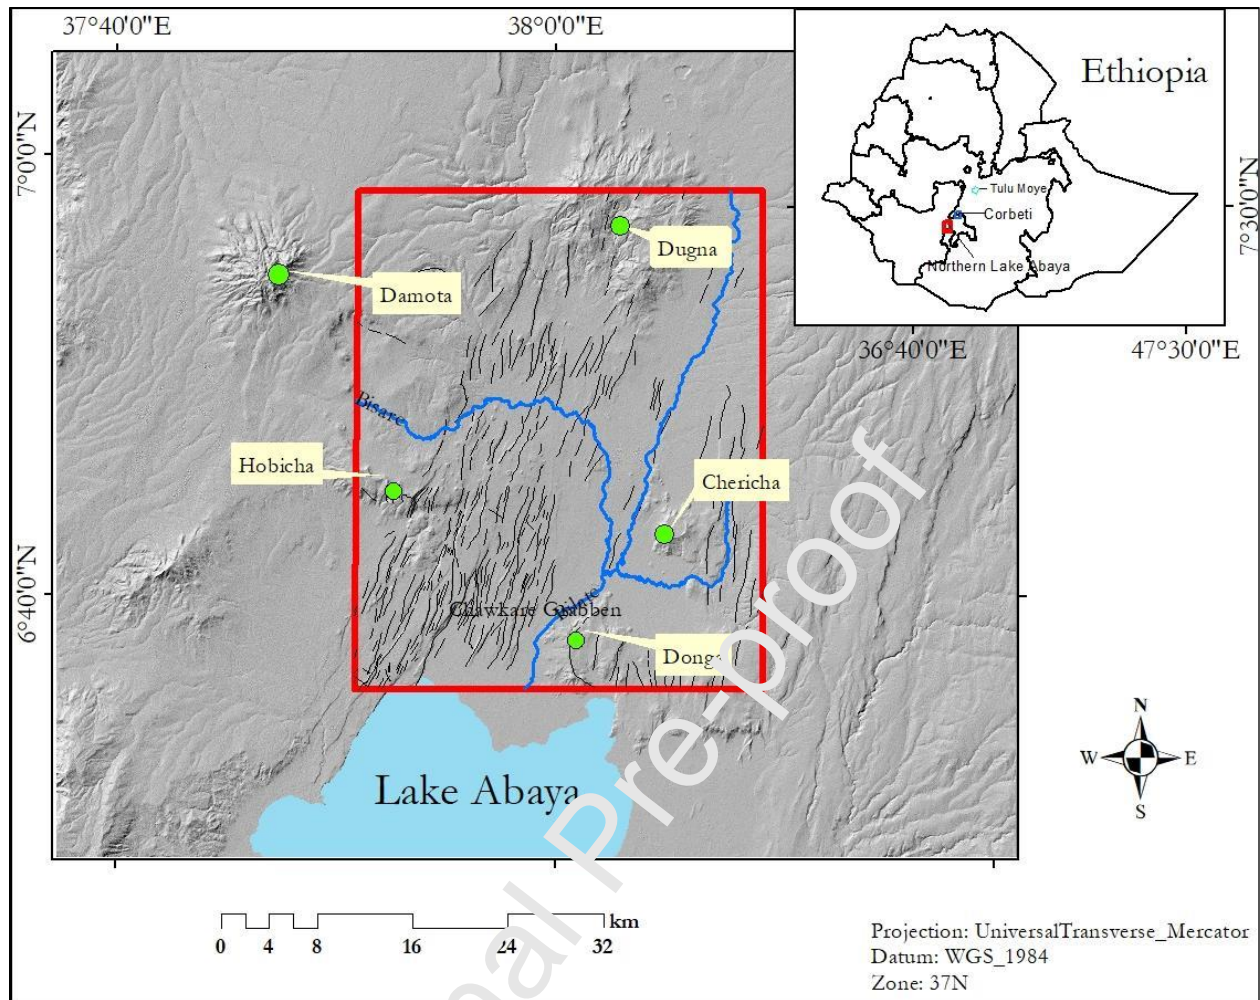 37°40'0"E
38°0'0"E
Ethiopia
7°0'0"N
Tulu Moye
Corbeti
7°30'0"N
Northern Lake Abaya
Dugna
Damota
36°40'0"E
47°30'0"E
Bisare
Hobicha
Chericha
6°40'0"N
Chawkare Graben
Bilate
Donga
N
W
E
S
Lake Abaya
km
0 4 8 16 24 32
Projection: UniversalTransverse_Mercator
Datum: WGS_1984
Zone: 37N
al Pre-proof